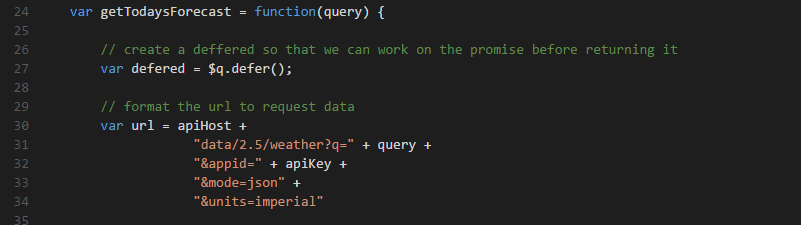 24 var getTodaysForecast = function(query) {
25
26 // create a deffered so that we can work on the promise before returning it
27 var defered = $q.defer();
28
29 // format the url to request data
30 var url = apiHost +
31 "data/2.5/weather?q=" + query +
32 "&appid=" + apiKey +
33 "&mode=json" +
34 "&units=imperial"
35